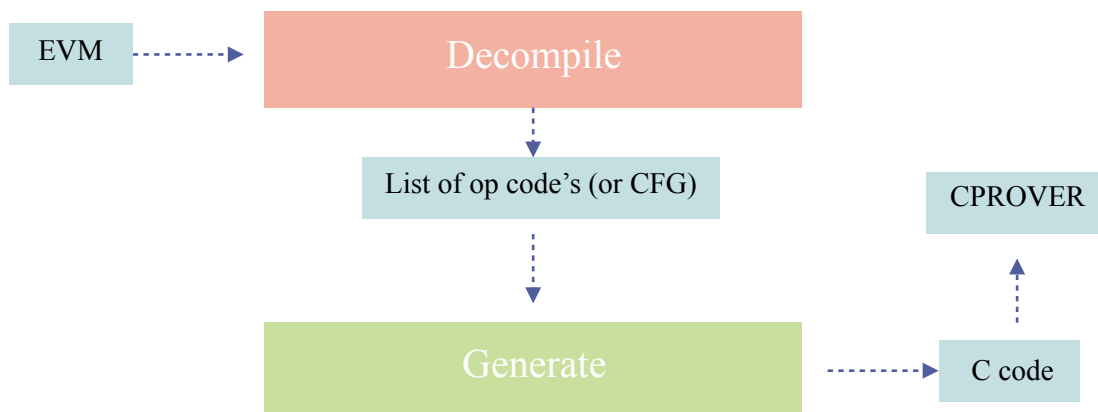 EVM
Decompile
List of op code's (or CFG)
CPROVER
Generate
C code